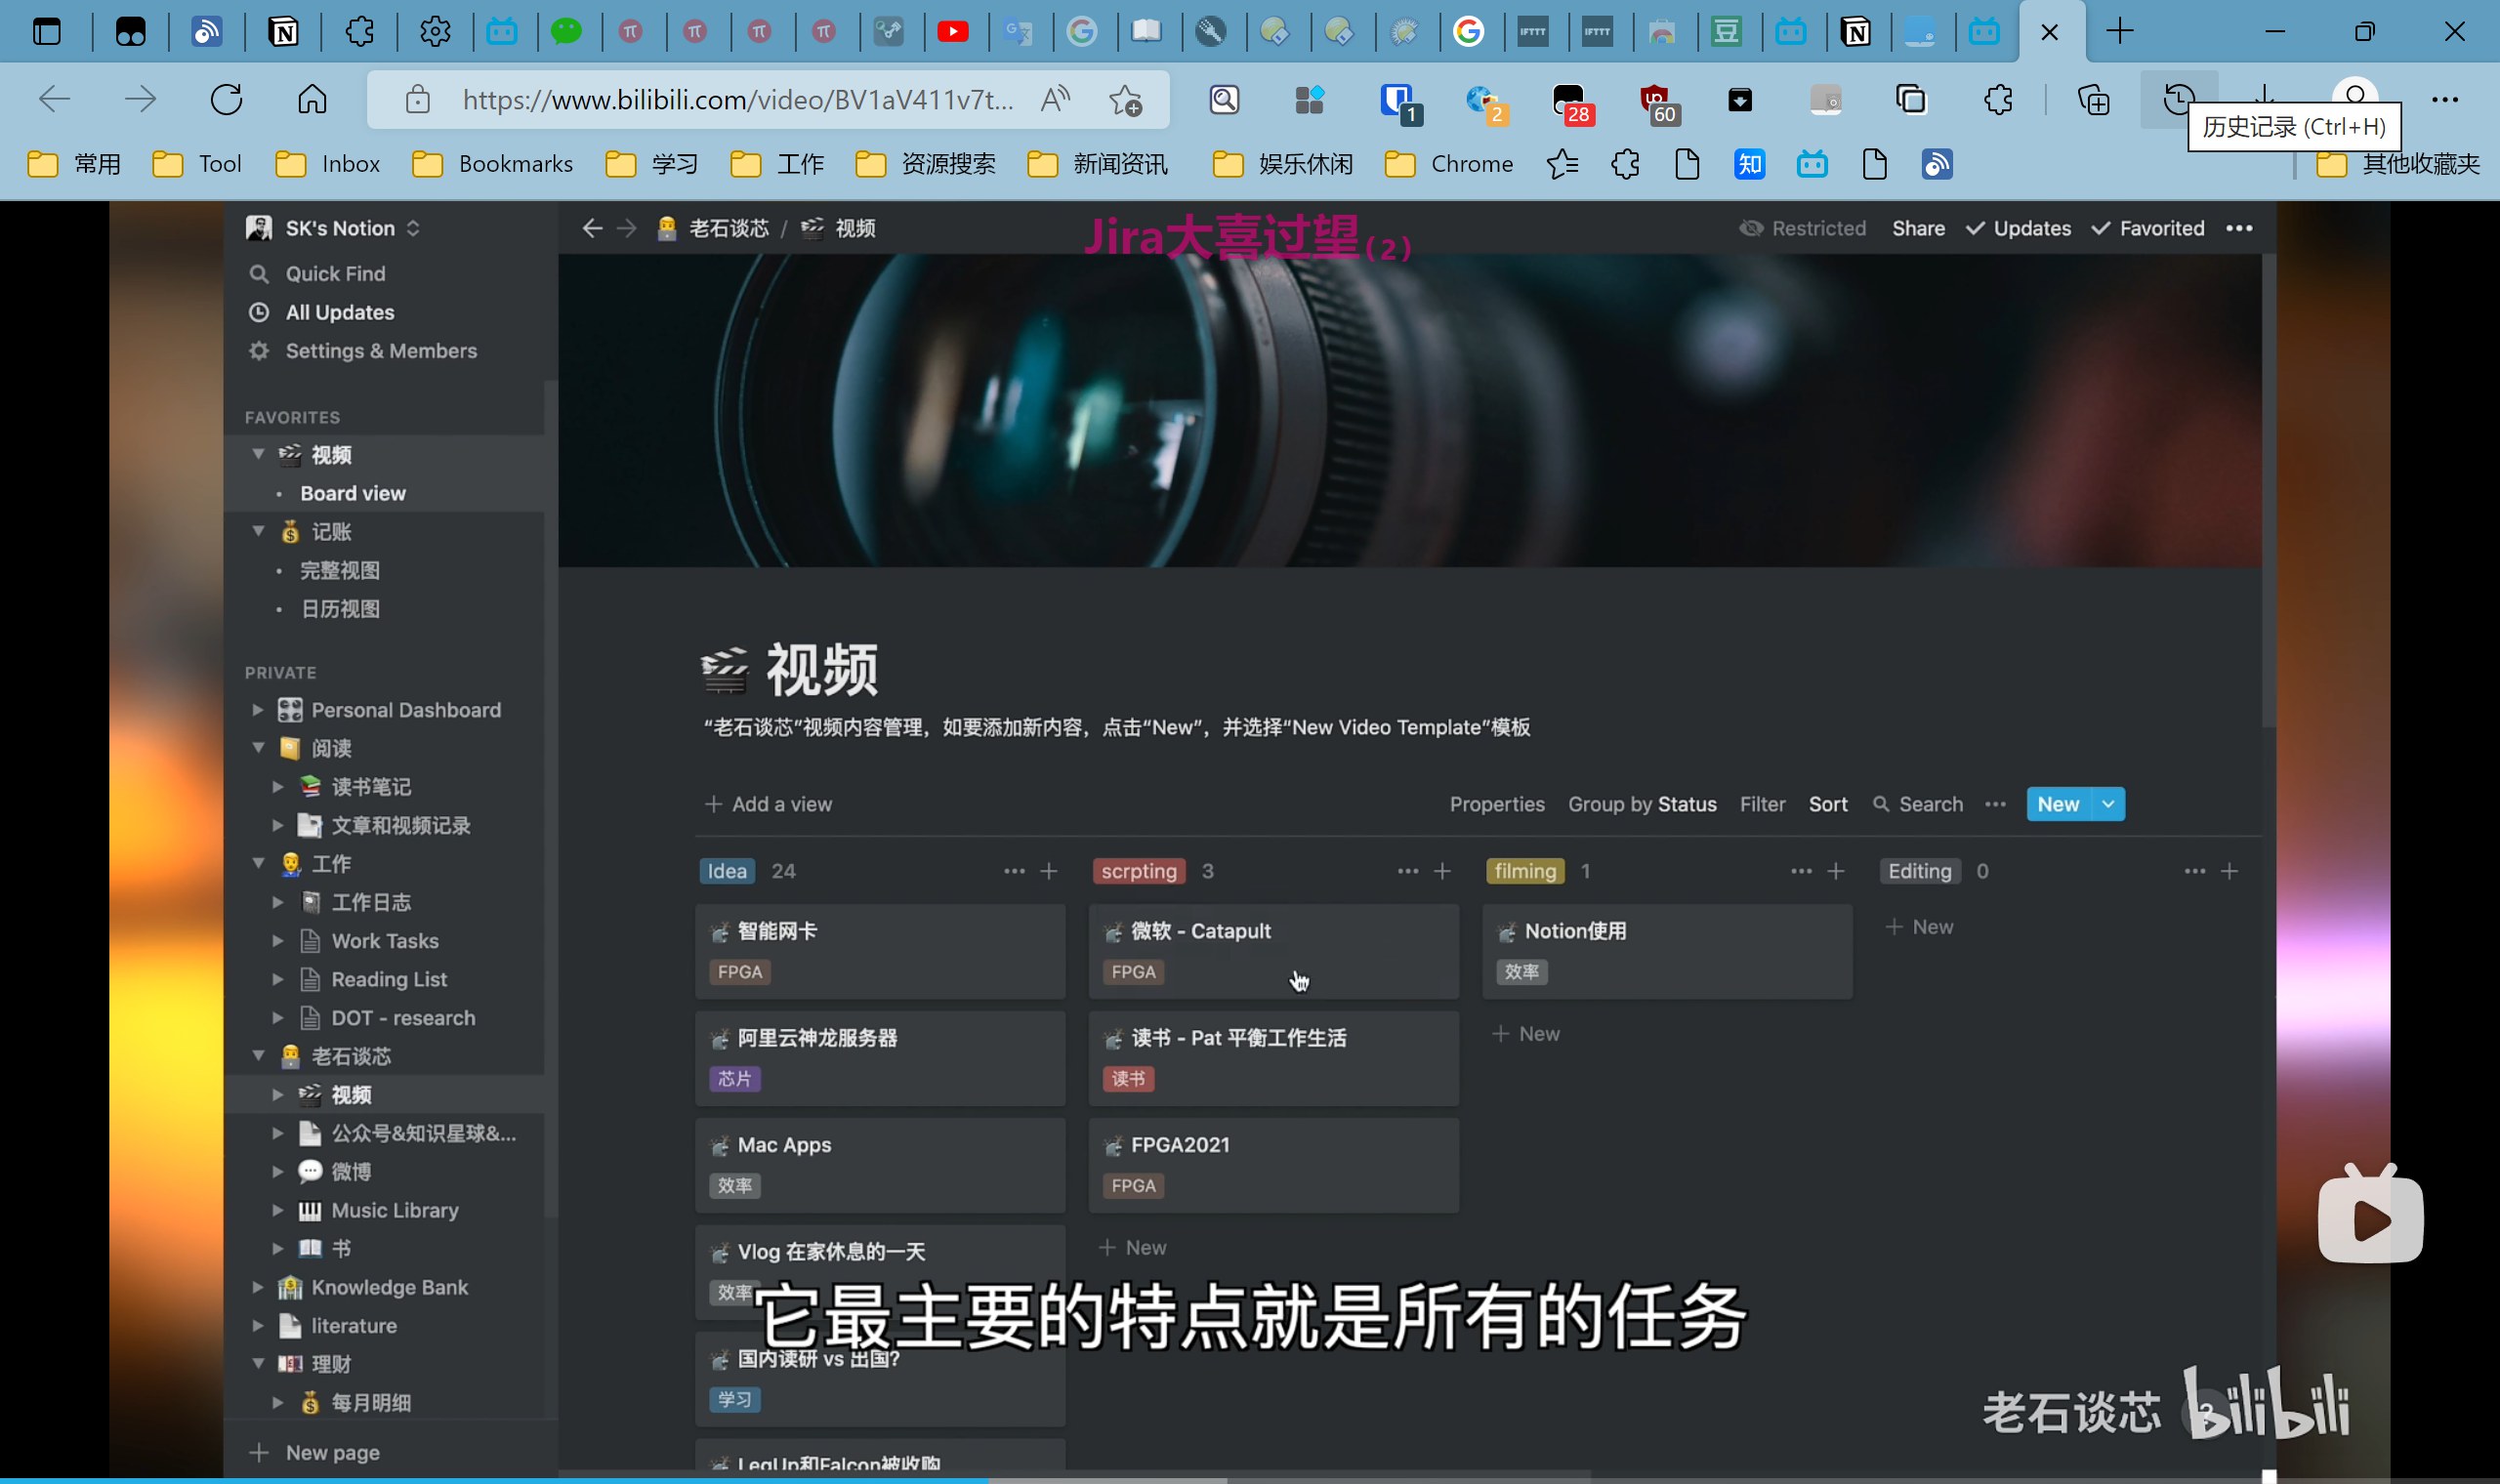 IFTTT
IFTTT
豆
https://www.bilibili.com/video/BV1aV411v7t...
1
2
28
60
历史记录 (Ctrl+H)
常用
Tool
Inbox
Bookmarks
学习
工作
资源搜索
新闻资讯
娱乐休闲
Chrome
知
其他收藏夹
SK's Notion
Quick Find
All Updates
Settings & Members
FAVORITES
视频
Board view
记账
完整视图
日历视图
PRIVATE
Personal Dashboard
阅读
读书笔记
文章和视频记录
工作
工作日志
Work Tasks
Reading List
DOT - research
老石谈芯
视频
公众号&知识星球&...
微博
Music Library
书
Knowledge Bank
literature
理财
每月明细
New page
老石谈芯 / 视频
Jira大喜过望(2)
Restricted
Share
Updates
Favorited
视频
“老石谈芯”视频内容管理，如要添加新内容，点击“New”，并选择“New Video Template”模板
Add a view
Properties
Group by Status
Filter
Sort
Search
New
Idea 24
智能网卡
FPGA
阿里云神龙服务器
芯片
Mac Apps
效率
Vlog 在家休息的一天
效率
国内读研 vs 出国?
学习
LegUp和Falcon被收购
scrpting 3
微软 - Catapult
FPGA
读书 - Pat 平衡工作生活
读书
FPGA2021
FPGA
New
filming 1
Notion使用
效率
New
Editing 0
New
它最主要的特点就是所有的任务
老石谈芯 bilibili